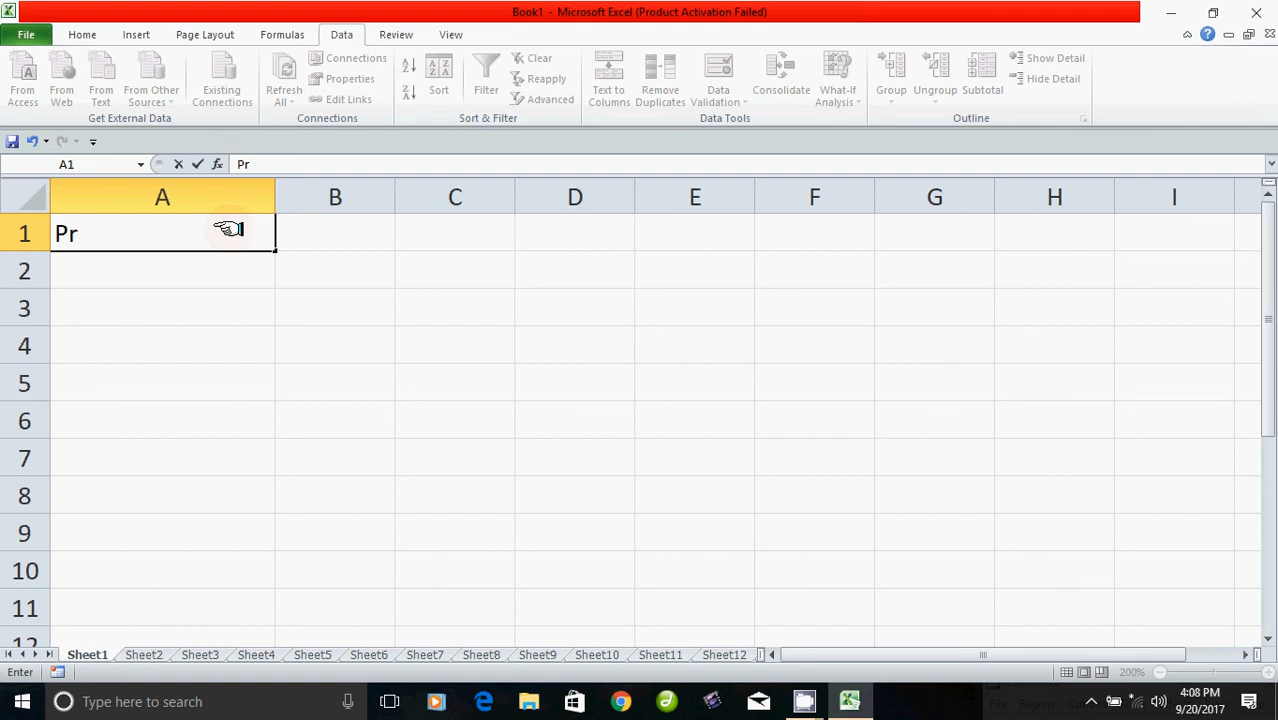 Book1 - Microsoft Excel (Product Activation Failed)
File Home Insert Page Layout Formulas Data Review View
From Access From Web From Text From Other Sources Existing Connections Refresh All Connections Properties Edit Links Sort Filter Clear Reapply Advanced Text to Columns Remove Duplicates Data Validation Consolidate What-If Analysis Group Ungroup Subtotal Show Detail Hide Detail
Get External Data Connections Sort & Filter Data Tools Outline
A1 fx Pr
A B C D E F G H I
1 Pr
2
3
4
5
6
7
8
9
10
11
12
Sheet1 Sheet2 Sheet3 Sheet4 Sheet5 Sheet6 Sheet7 Sheet8 Sheet9 Sheet10 Sheet11 Sheet12
Enter 200%
Type here to search 4:08 PM
9/20/2017